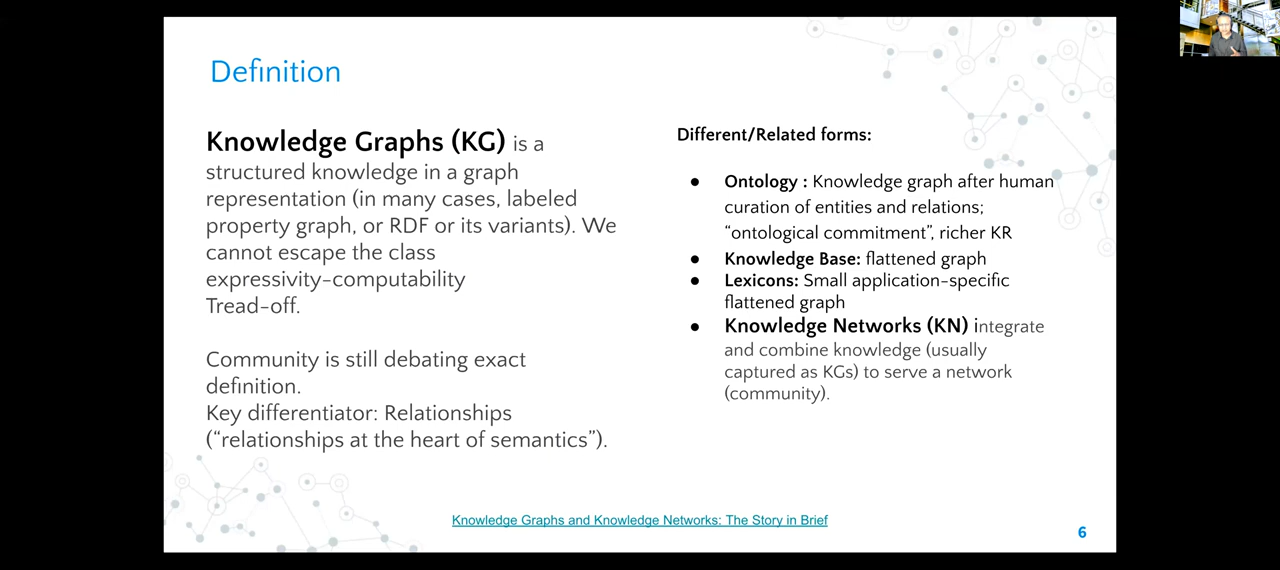 Definition
Knowledge Graphs (KG) is a
structured knowledge in a graph
representation (in many cases, labeled
property graph, or RDF or its variants). We
cannot escape the class
expressivity-computability
Tread-off.
Community is still debating exact
definition.
Key differentiator: Relationships
(“relationships at the heart of semantics”).
Different/Related forms:
● Ontology : Knowledge graph after human
curation of entities and relations;
“ontological commitment”, richer KR
● Knowledge Base: flattened graph
● Lexicons: Small application-specific
flattened graph
● Knowledge Networks (KN) integrate
and combine knowledge (usually
captured as KGs) to serve a network
(community).
Knowledge Graphs and Knowledge Networks: The Story in Brief
6